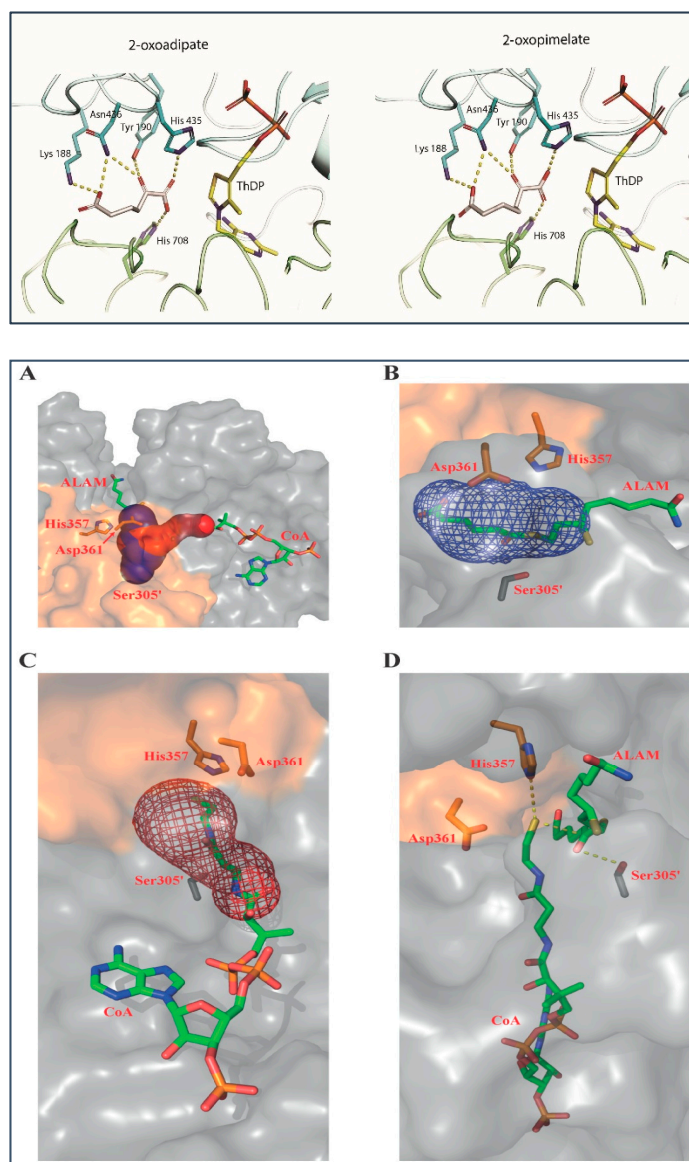 2-oxoadipate
2-oxopimelate
Asn436
Tyr 190
His 435
Lys 188
ThDP
His 708
Asn436
Tyr 190
His 435
Lys 188
ThDP
His 708
A
ALAM
His357
Asp361
CoA
Ser305'
B
His357
Asp361
ALAM
Ser305'
C
His357
Asp361
Ser305'
CoA
D
His357
ALAM
Asp361
Ser305'
CoA